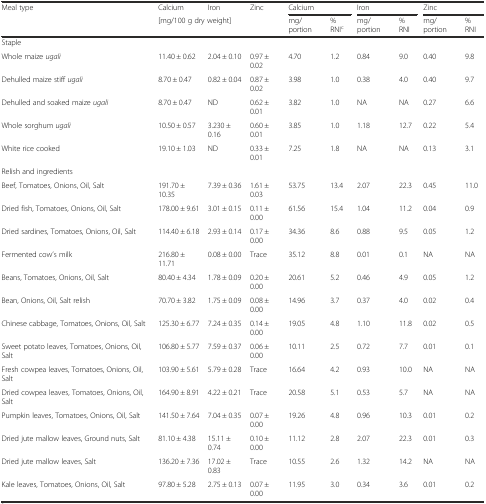 Meal type Calcium Iron Zinc Calcium Iron Zinc
[mg/100 g dry weight] mg/portion % RNIᶜ mg/portion % RNI mg/portion % RNI
Staple
Whole maize ugali 11.40 ± 0.62 2.04 ± 0.10 0.97 ± 0.02 4.70 1.2 0.84 9.0 0.40 9.8
Dehulled maize stiff ugali 8.70 ± 0.47 0.82 ± 0.04 0.87 ± 0.02 3.98 1.0 0.38 4.0 0.40 9.7
Dehulled and soaked maize ugali 8.70 ± 0.47 ND 0.62 ± 0.01 3.82 1.0 NA NA 0.27 6.6
Whole sorghum ugali 10.50 ± 0.57 3.230 ± 0.16 0.60 ± 0.01 3.85 1.0 1.18 12.7 0.22 5.4
White rice cooked 19.10 ± 1.03 ND 0.33 ± 0.01 7.25 1.8 NA NA 0.13 3.1
Relish and ingredients
Beef, Tomatoes, Onions, Oil, Salt 191.70 ± 10.35 7.39 ± 0.36 1.61 ± 0.03 53.75 13.4 2.07 22.3 0.45 11.0
Dried fish, Tomatoes, Onions, Oil, Salt 178.00 ± 9.61 3.01 ± 0.15 0.11 ± 0.00 61.56 15.4 1.04 11.2 0.04 0.9
Dried sardines, Tomatoes, Onions, Oil, Salt 114.40 ± 6.18 2.93 ± 0.14 0.17 ± 0.00 34.36 8.6 0.88 9.5 0.05 1.2
Fermented cow's milk 216.80 ± 11.71 0.08 ± 0.00 Trace 35.12 8.8 0.01 0.1 NA NA
Beans, Tomatoes, Onions, Oil, Salt 80.40 ± 4.34 1.78 ± 0.09 0.20 ± 0.00 20.61 5.2 0.46 4.9 0.05 1.2
Bean, Onions, Oil, Salt relish 70.70 ± 3.82 1.75 ± 0.09 0.08 ± 0.00 14.96 3.7 0.37 4.0 0.02 0.4
Chinese cabbage, Tomatoes, Onions, Oil, Salt 125.30 ± 6.77 7.24 ± 0.35 0.14 ± 0.00 19.05 4.8 1.10 11.8 0.02 0.5
Sweet potato leaves, Tomatoes, Onions, Oil, Salt 106.80 ± 5.77 7.59 ± 0.37 0.06 ± 0.00 10.11 2.5 0.72 7.7 0.01 0.1
Fresh cowpea leaves, Tomatoes, Onions, Oil, Salt 103.90 ± 5.61 5.79 ± 0.28 Trace 16.64 4.2 0.93 10.0 NA NA
Dried cowpea leaves, Tomatoes, Onions, Oil, Salt 164.90 ± 8.91 4.22 ± 0.21 Trace 20.58 5.1 0.53 5.7 NA NA
Pumpkin leaves, Tomatoes, Onions, Oil, Salt 141.50 ± 7.64 7.04 ± 0.35 0.07 ± 0.00 19.26 4.8 0.96 10.3 0.01 0.2
Dried jute mallow leaves, Ground nuts, Salt 81.10 ± 4.38 15.11 ± 0.74 0.10 ± 0.00 11.12 2.8 2.07 22.3 0.01 0.3
Dried jute mallow leaves, Salt 136.20 ± 7.36 17.02 ± 0.83 Trace 10.55 2.6 1.32 14.2 NA NA
Kale leaves, Tomatoes, Onions, Oil, Salt 97.80 ± 5.28 2.75 ± 0.13 0.07 ± 0.00 11.95 3.0 0.34 3.6 0.01 0.2